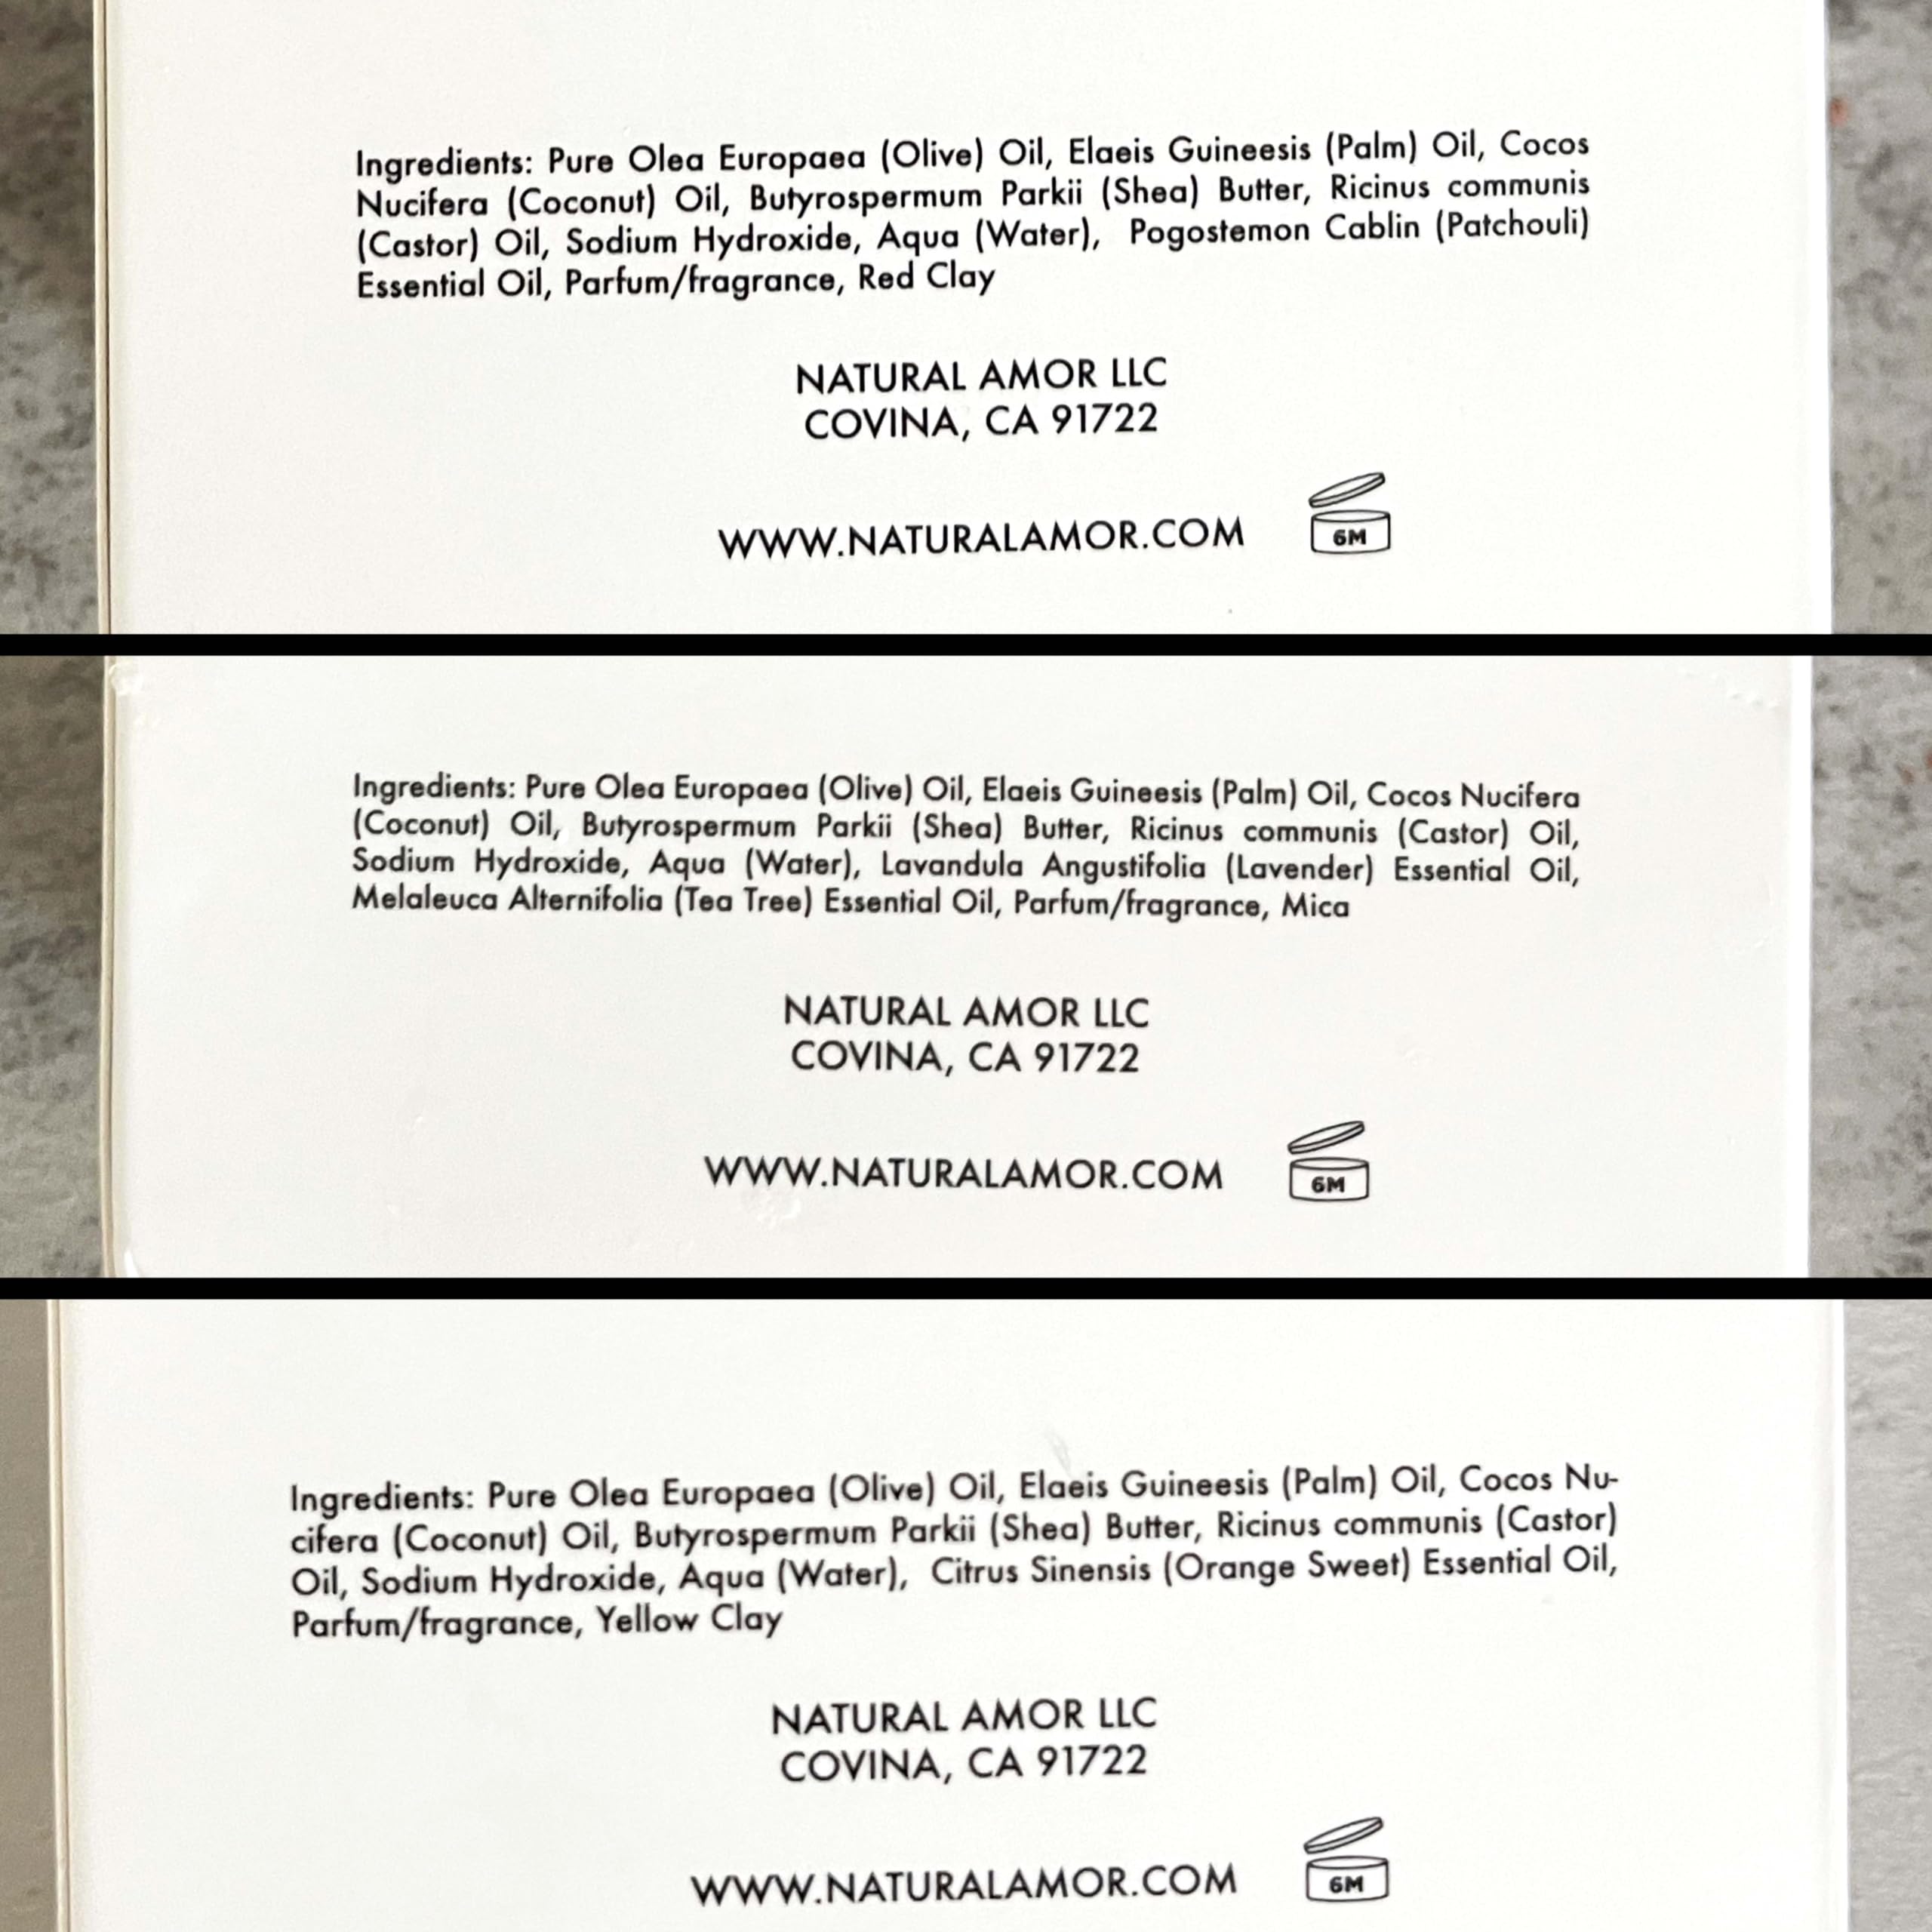 Ingredients: Pure Olea Europaea (Olive) Oil, Elaeis Guineesis (Palm) Oil, Cocos
Nucifera (Coconut) Oil, Butyrospermum Parkii (Shea) Butter, Ricinus communis
(Castor) Oil, Sodium Hydroxide, Aqua (Water), Pogostemon Cablin (Patchouli)
Essential Oil, Parfum/fragrance, Red Clay
NATURAL AMOR LLC
COVINA, CA 91722
WWW.NATURALAMOR.COM
6M
Ingredients: Pure Olea Europaea (Olive) Oil, Elaeis Guineesis (Palm) Oil, Cocos Nucifera
(Coconut) Oil, Butyrospermum Parkii (Shea) Butter, Ricinus communis (Castor) Oil,
Sodium Hydroxide, Aqua (Water), Lavandula Angustifolia (Lavender) Essential Oil,
Melaleuca Alternifolia (Tea Tree) Essential Oil, Parfum/fragrance, Mica
NATURAL AMOR LLC
COVINA, CA 91722
WWW.NATURALAMOR.COM
6M
Ingredients: Pure Olea Europaea (Olive) Oil, Elaeis Guineesis (Palm) Oil, Cocos Nu-
cifera (Coconut) Oil, Butyrospermum Parkii (Shea) Butter, Ricinus communis (Castor)
Oil, Sodium Hydroxide, Aqua (Water), Citrus Sinensis (Orange Sweet) Essential Oil,
Parfum/fragrance, Yellow Clay
NATURAL AMOR LLC
COVINA, CA 91722
WWW.NATURALAMOR.COM
6M